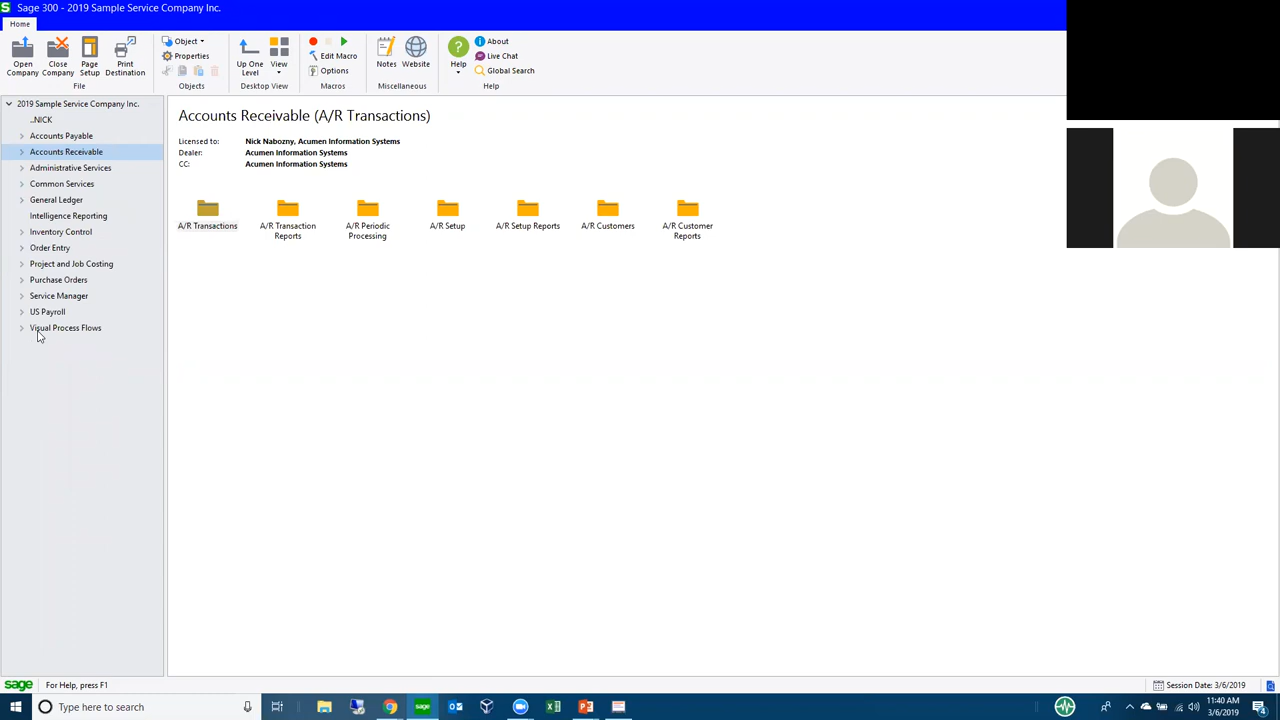 Sage 300 - 2019 Sample Service Company Inc.
Home
Open Company
Close Company
Page Setup
Print Destination
File
Object
Properties
Objects
Up One Level
View
Desktop View
Edit Macro
Options
Macros
Notes
Website
Miscellaneous
Help
About
Live Chat
Global Search
Help
2019 Sample Service Company Inc.
..NICK
Accounts Payable
Accounts Receivable
Administrative Services
Common Services
General Ledger
Intelligence Reporting
Inventory Control
Order Entry
Project and Job Costing
Purchase Orders
Service Manager
US Payroll
Visual Process Flows
Accounts Receivable (A/R Transactions)
Licensed to: Nick Nabozny, Acumen Information Systems
Dealer: Acumen Information Systems
CC: Acumen Information Systems
A/R Transactions
A/R Transaction Reports
A/R Periodic Processing
A/R Setup
A/R Setup Reports
A/R Customers
A/R Customer Reports
sage
For Help, press F1
Session Date: 3/6/2019
Type here to search
sage
11:40 AM
3/6/2019
4